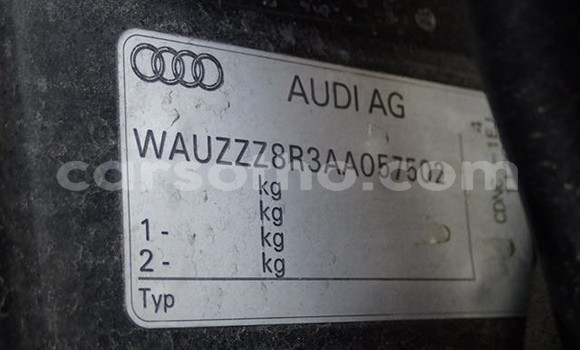 AUDI AG
WAUZZZ8R3AA057502
kg
kg
1 - kg
2 - kg
Typ